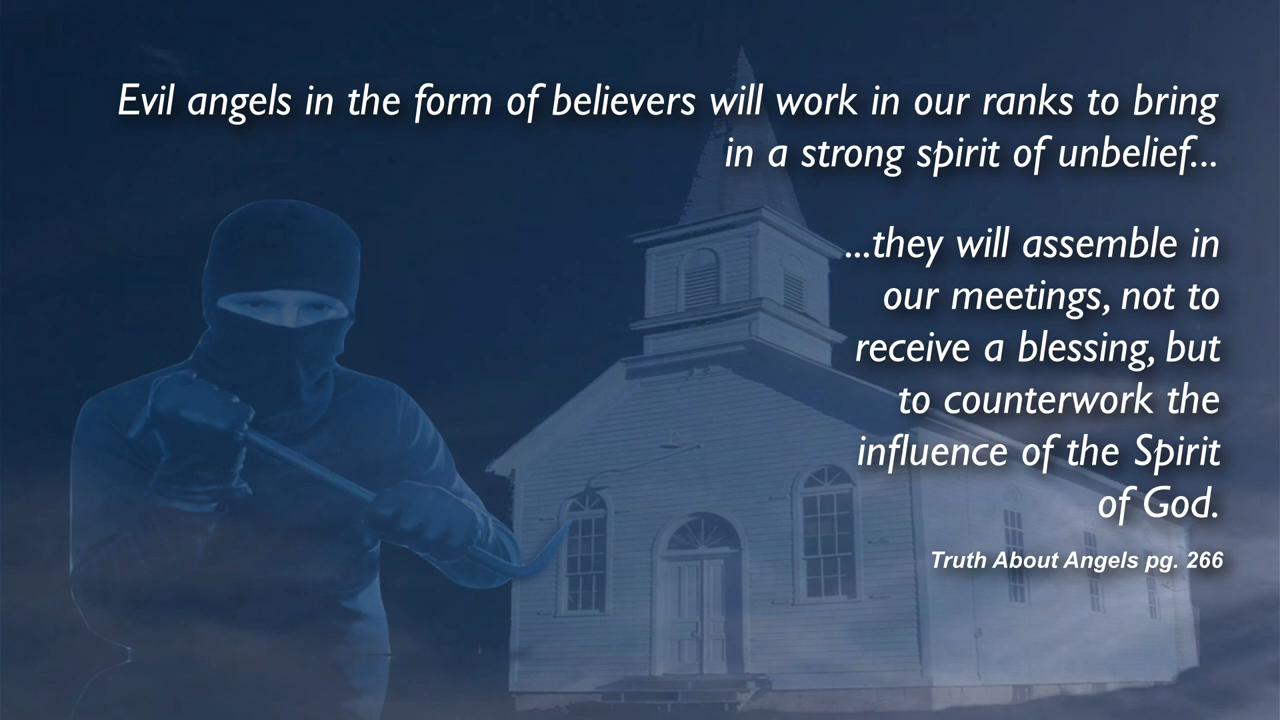 Evil angels in the form of believers will work in our ranks to bring
in a strong spirit of unbelief...
...they will assemble in
our meetings, not to
receive a blessing, but
to counterwork the
influence of the Spirit
of God.
Truth About Angels pg. 266